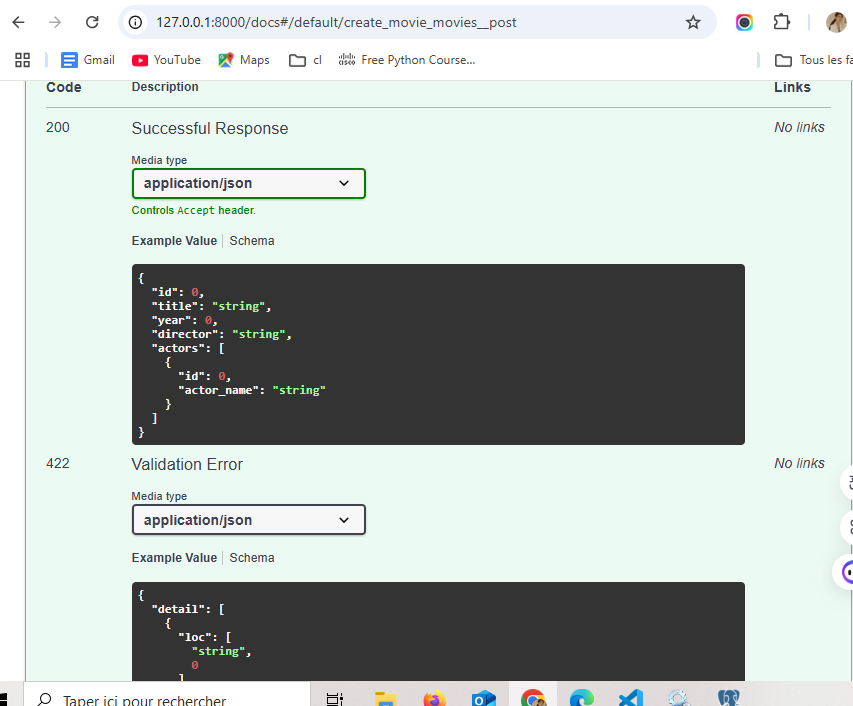 127.0.0.1:8000/docs#/default/create_movie_movies__post
Gmail
YouTube
Maps
cl
Free Python Course...
Tous les fa
Code Description Links
200 Successful Response No links
Media type
application/json
Controls Accept header.
Example Value Schema
{
"id": 0,
"title": "string",
"year": 0,
"director": "string",
"actors": [
{
"id": 0,
"actor_name": "string"
}
]
}
422 Validation Error No links
Media type
application/json
Example Value Schema
{
"detail": [
{
"loc": [
"string",
0
]
Taper ici pour rechercher